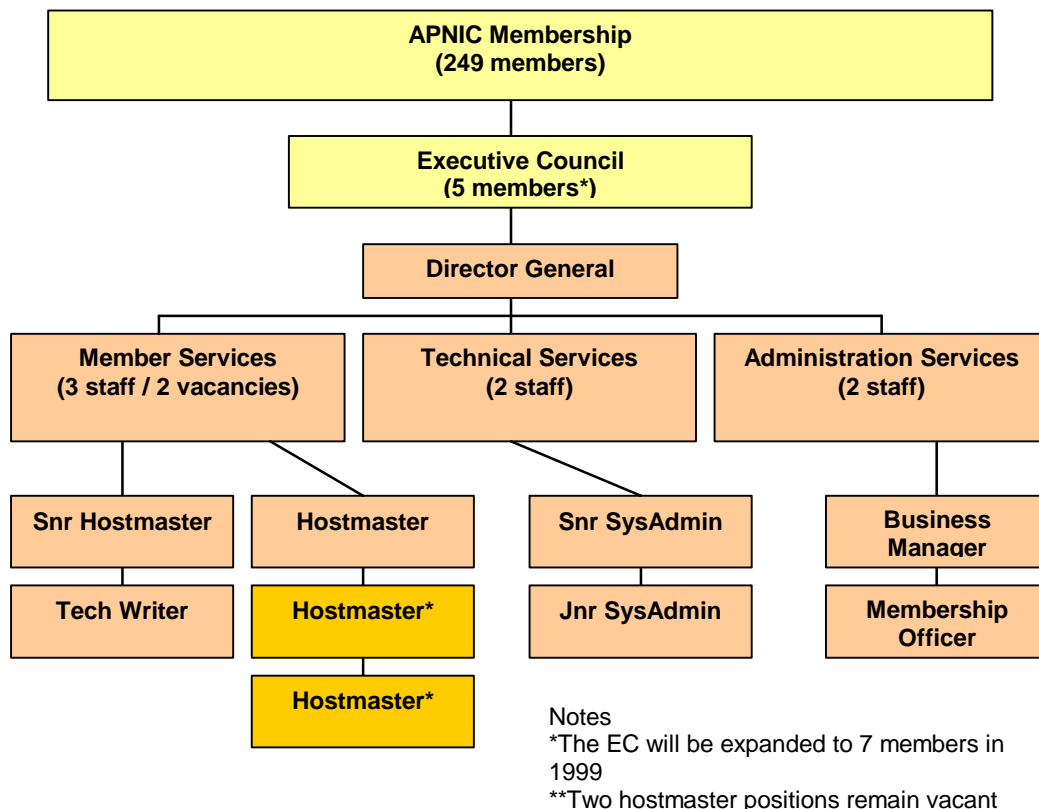 APNIC Membership
(249 members)
Executive Council
(5 members*)
Director General
Member Services
(3 staff / 2 vacancies)
Technical Services
(2 staff)
Administration Services
(2 staff)
Snr Hostmaster
Hostmaster
Snr SysAdmin
Business
Manager
Tech Writer
Hostmaster*
Jnr SysAdmin
Membership
Officer
Hostmaster*
Notes
*The EC will be expanded to 7 members in
1999
**Two hostmaster positions remain vacant